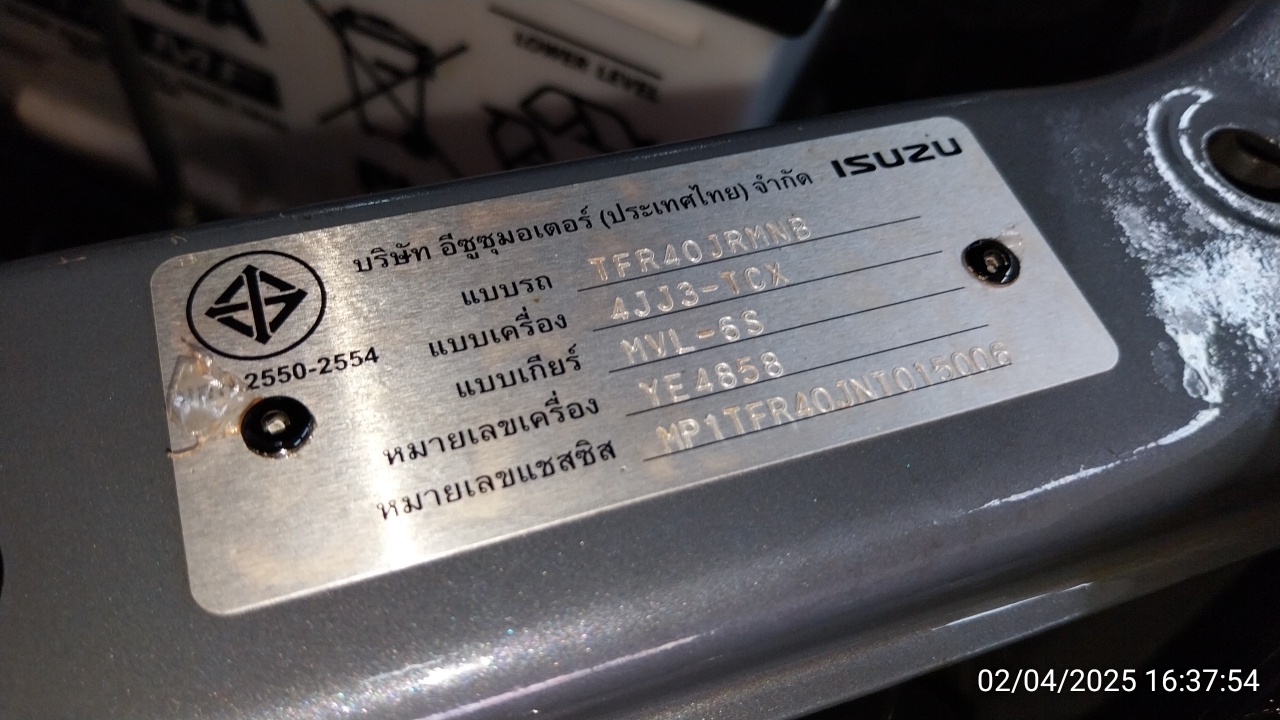 LOWER LEVEL
ISUZU
บริษัท อีซูซุมอเตอร์ (ประเทศไทย) จำกัด
2550-2554
แบบรถ TFR40JRMNB
แบบเครื่อง 4JJ3-TCX
แบบเกียร์ MVL-6S
หมายเลขเครื่อง YE4858
หมายเลขแชสซิส MP1TFR40JNT015006
02/04/2025 16:37:54